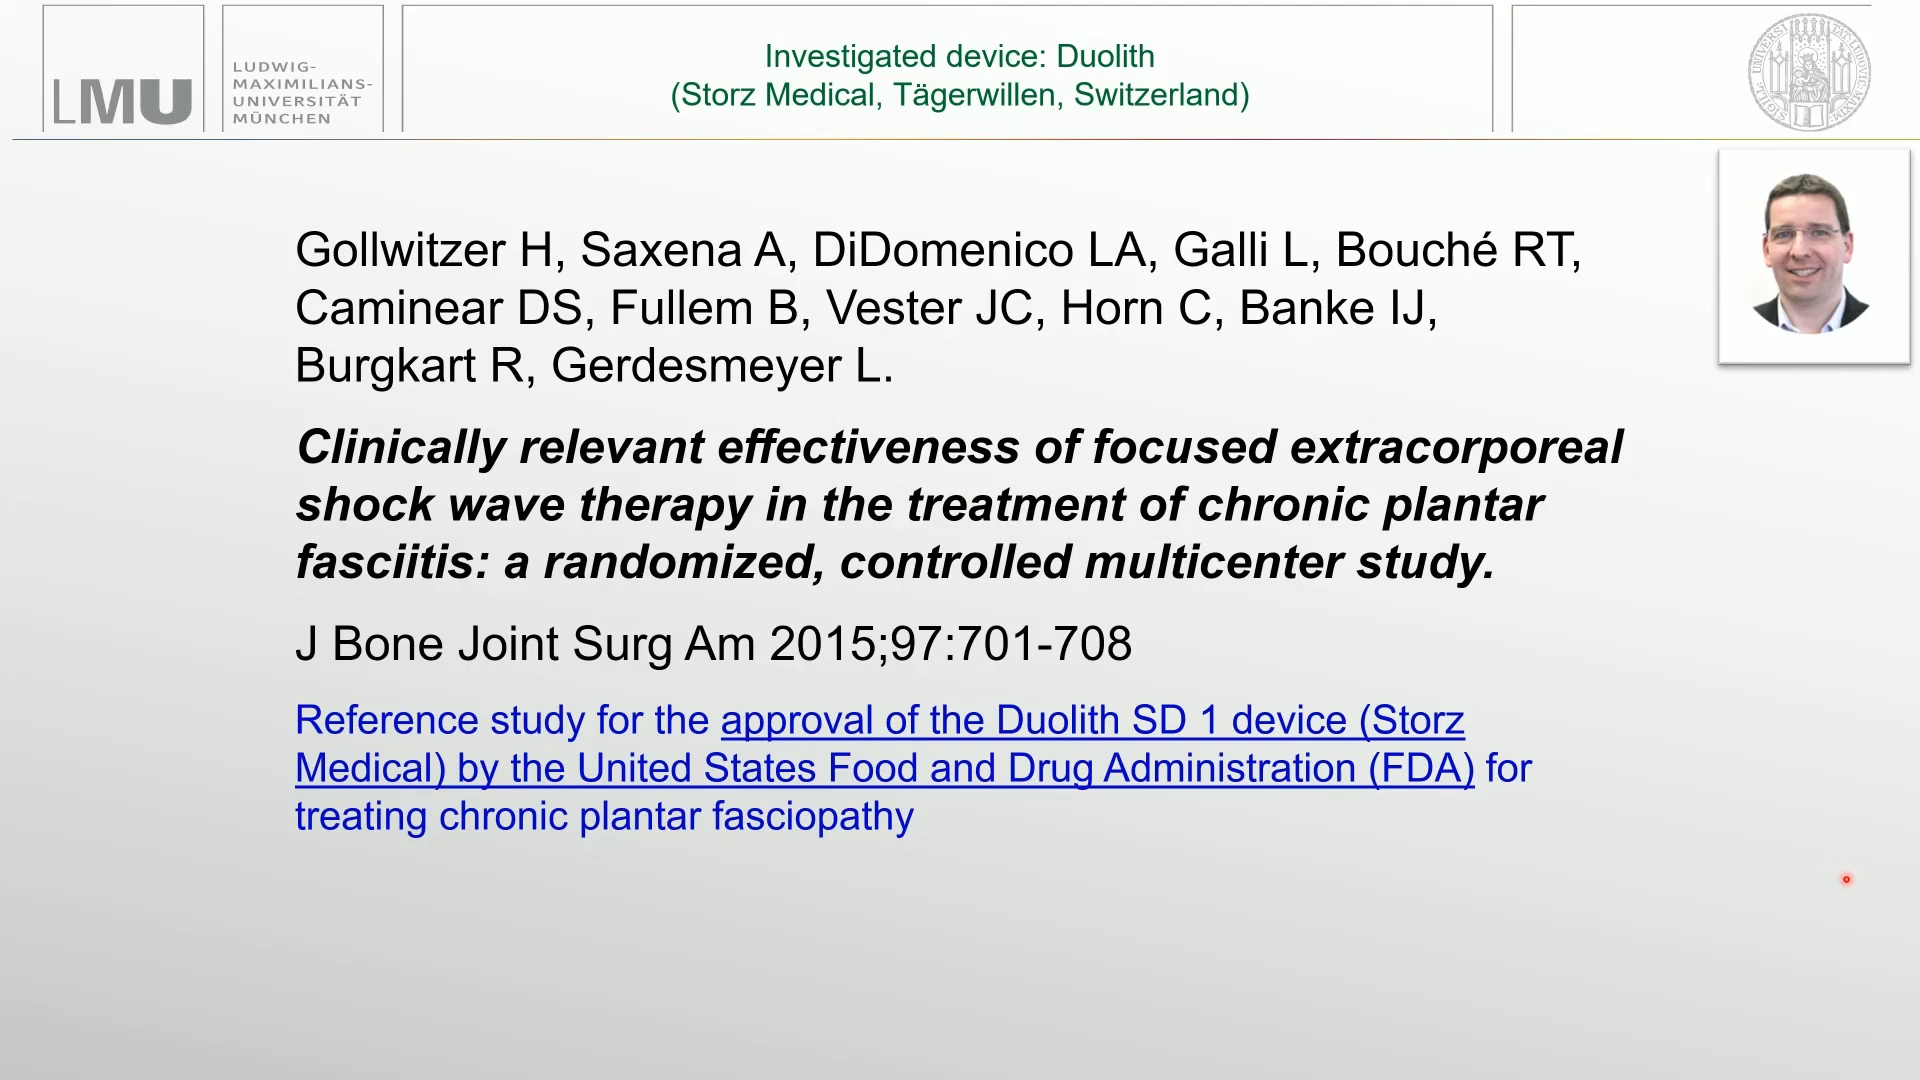 LMU
LUDWIG-
MAXIMILIANS-
UNIVERSITÄT
MÜNCHEN
Investigated device: Duolith
(Storz Medical, Tägerwillen, Switzerland)
Gollwitzer H, Saxena A, DiDomenico LA, Galli L, Bouché RT,
Caminear DS, Fullem B, Vester JC, Horn C, Banke IJ,
Burgkart R, Gerdesmeyer L.
Clinically relevant effectiveness of focused extracorporeal
shock wave therapy in the treatment of chronic plantar
fasciitis: a randomized, controlled multicenter study.
J Bone Joint Surg Am 2015;97:701-708
Reference study for the approval of the Duolith SD 1 device (Storz
Medical) by the United States Food and Drug Administration (FDA) for
treating chronic plantar fasciopathy